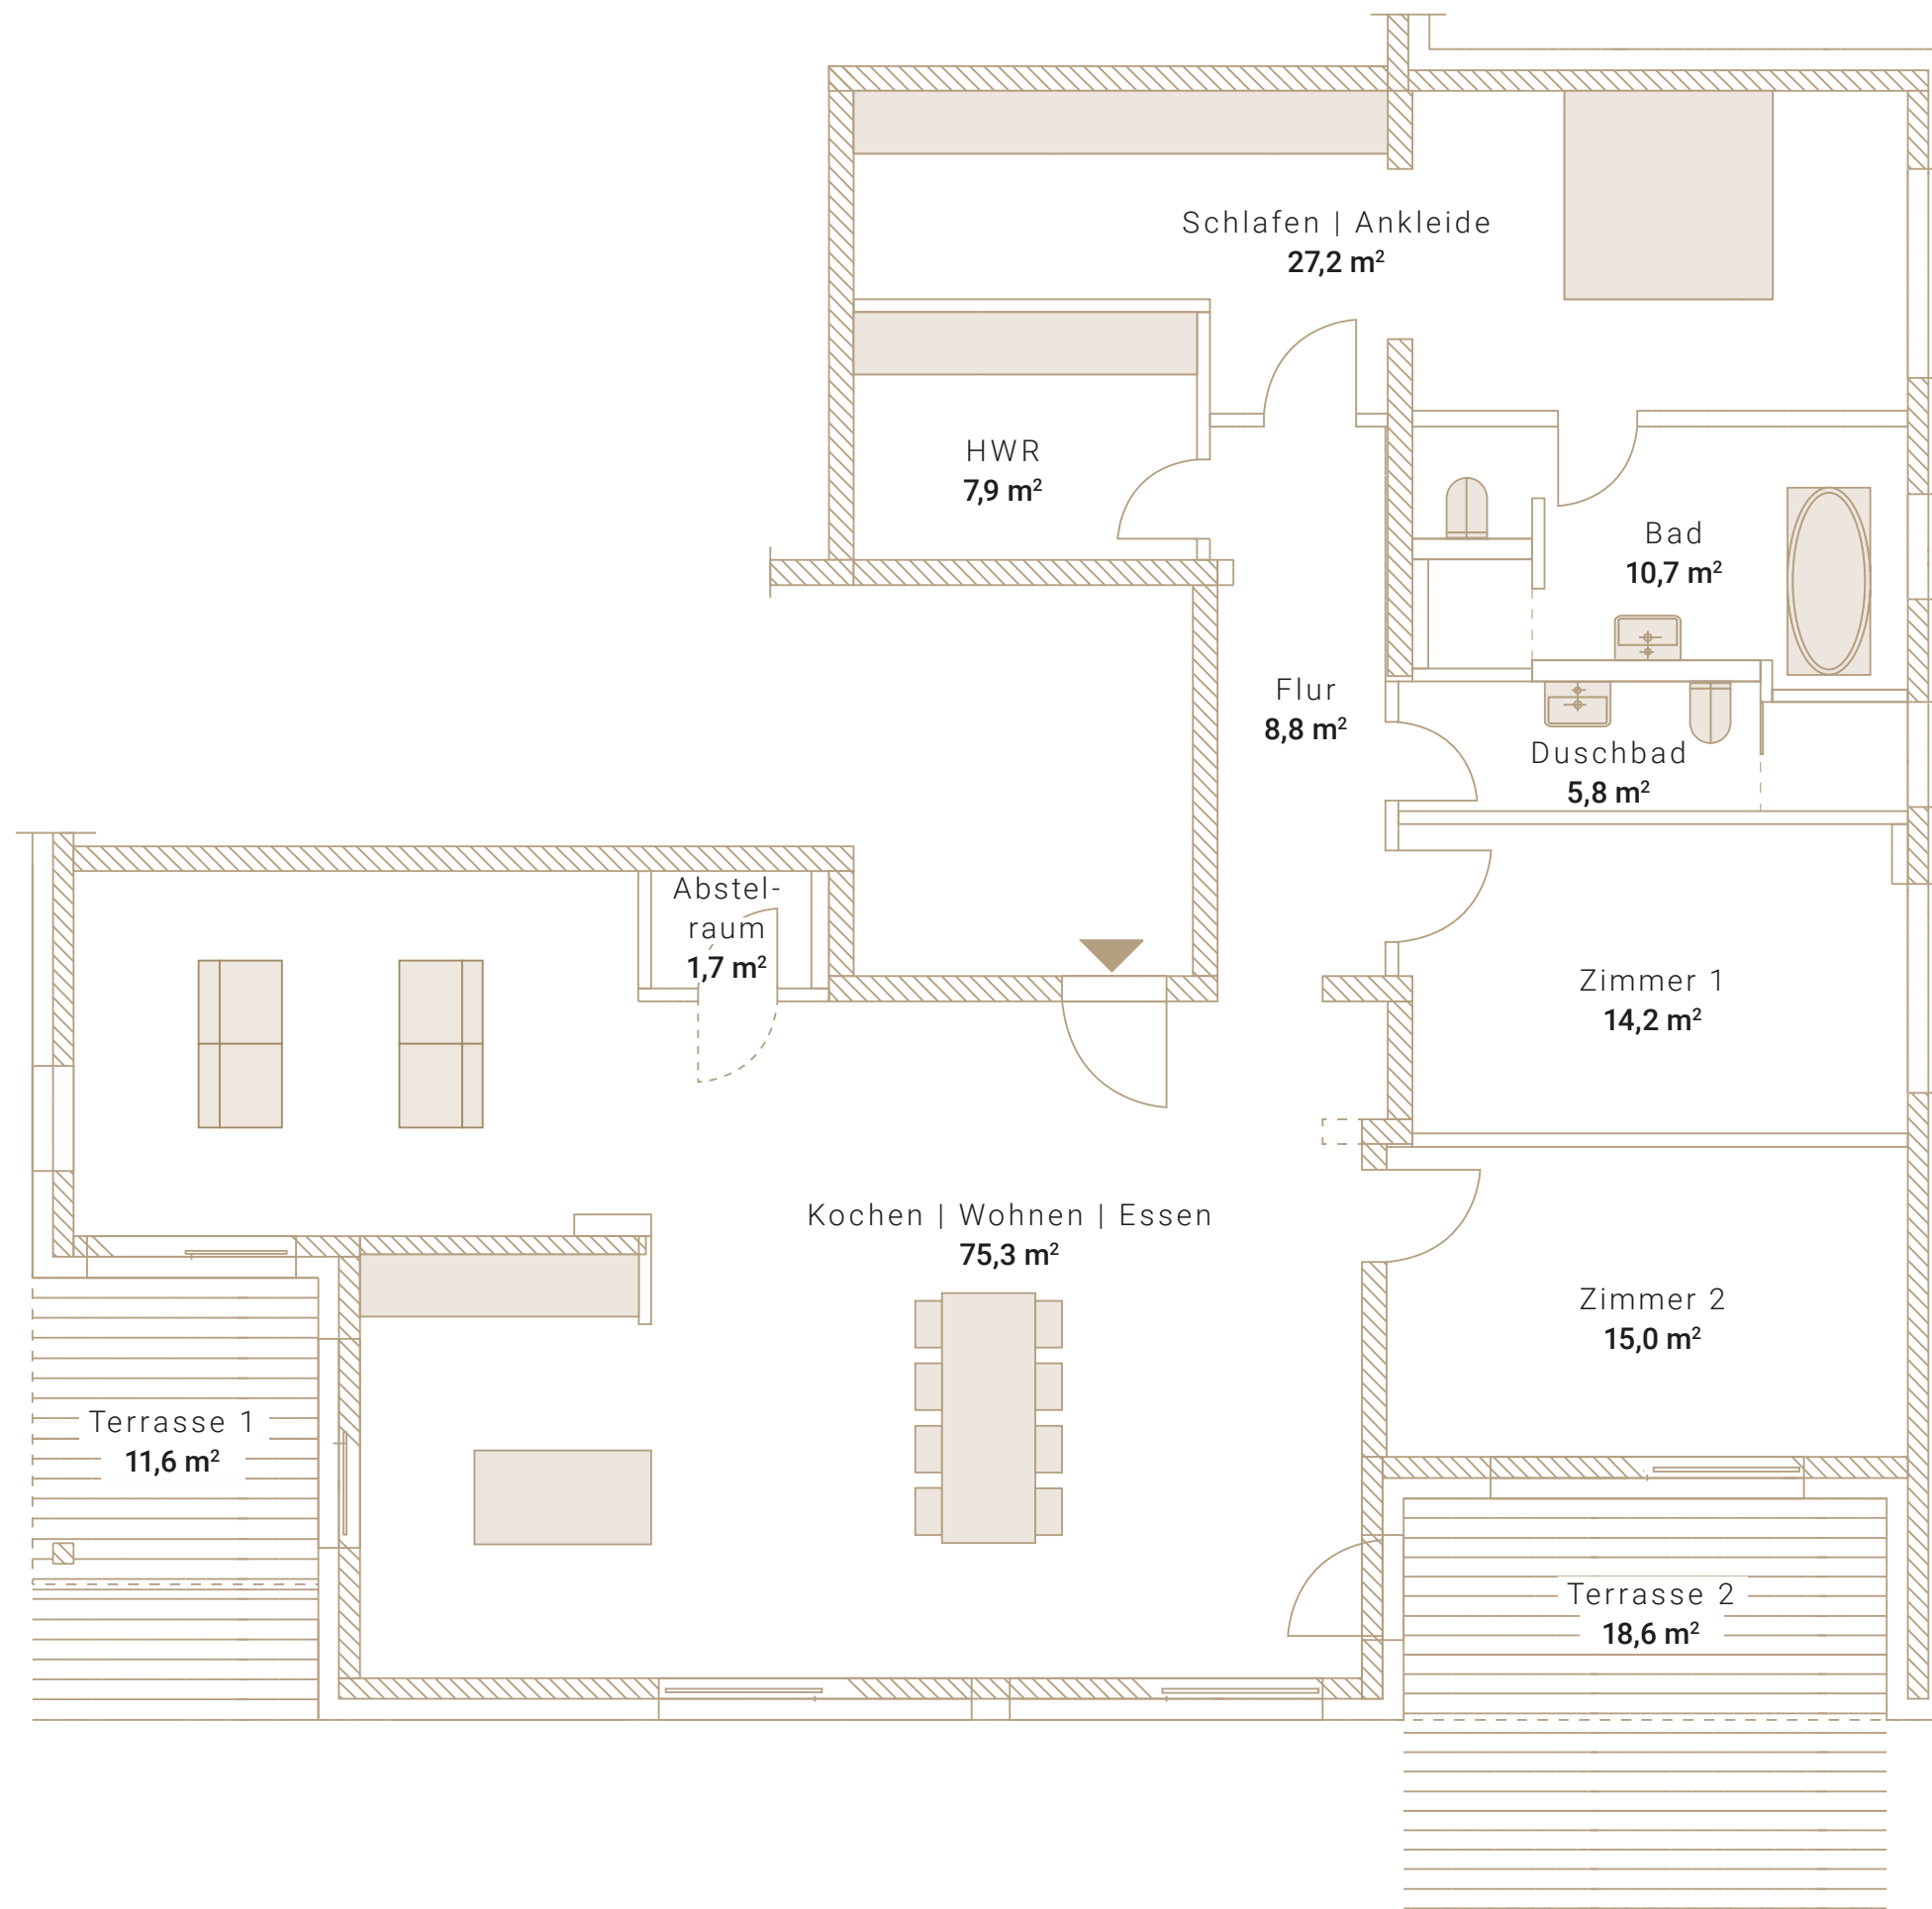 Schlafen | Ankleide
27,2 m²
HWR
7,9 m²
Bad
10,7 m²
Flur
8,8 m²
Duschbad
5,8 m²
Abstel-
raum
1,7 m²
Zimmer 1
14,2 m²
Kochen | Wohnen | Essen
75,3 m²
Zimmer 2
15,0 m²
Terrasse 1
11,6 m²
Terrasse 2
18,6 m²